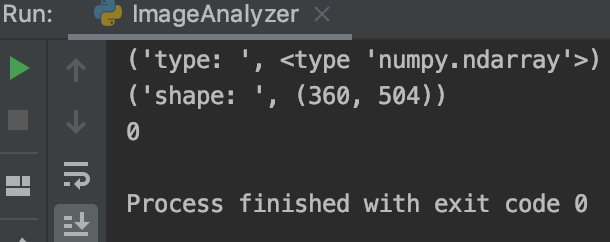 Run: ImageAnalyzer
('type: ', <type 'numpy.ndarray'>)
('shape: ', (360, 504))
0
Process finished with exit code 0